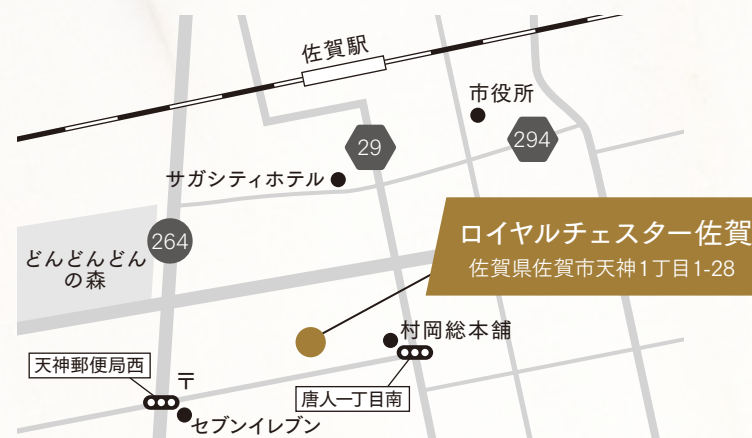 佐賀駅
市役所
29
294
サガシティホテル
264
ロイヤルチェスター佐賀
佐賀県佐賀市天神1丁目1-28
どんどんどん
の森
村岡総本舗
天神郵便局西
〒
唐人一丁目南
セブンイレブン